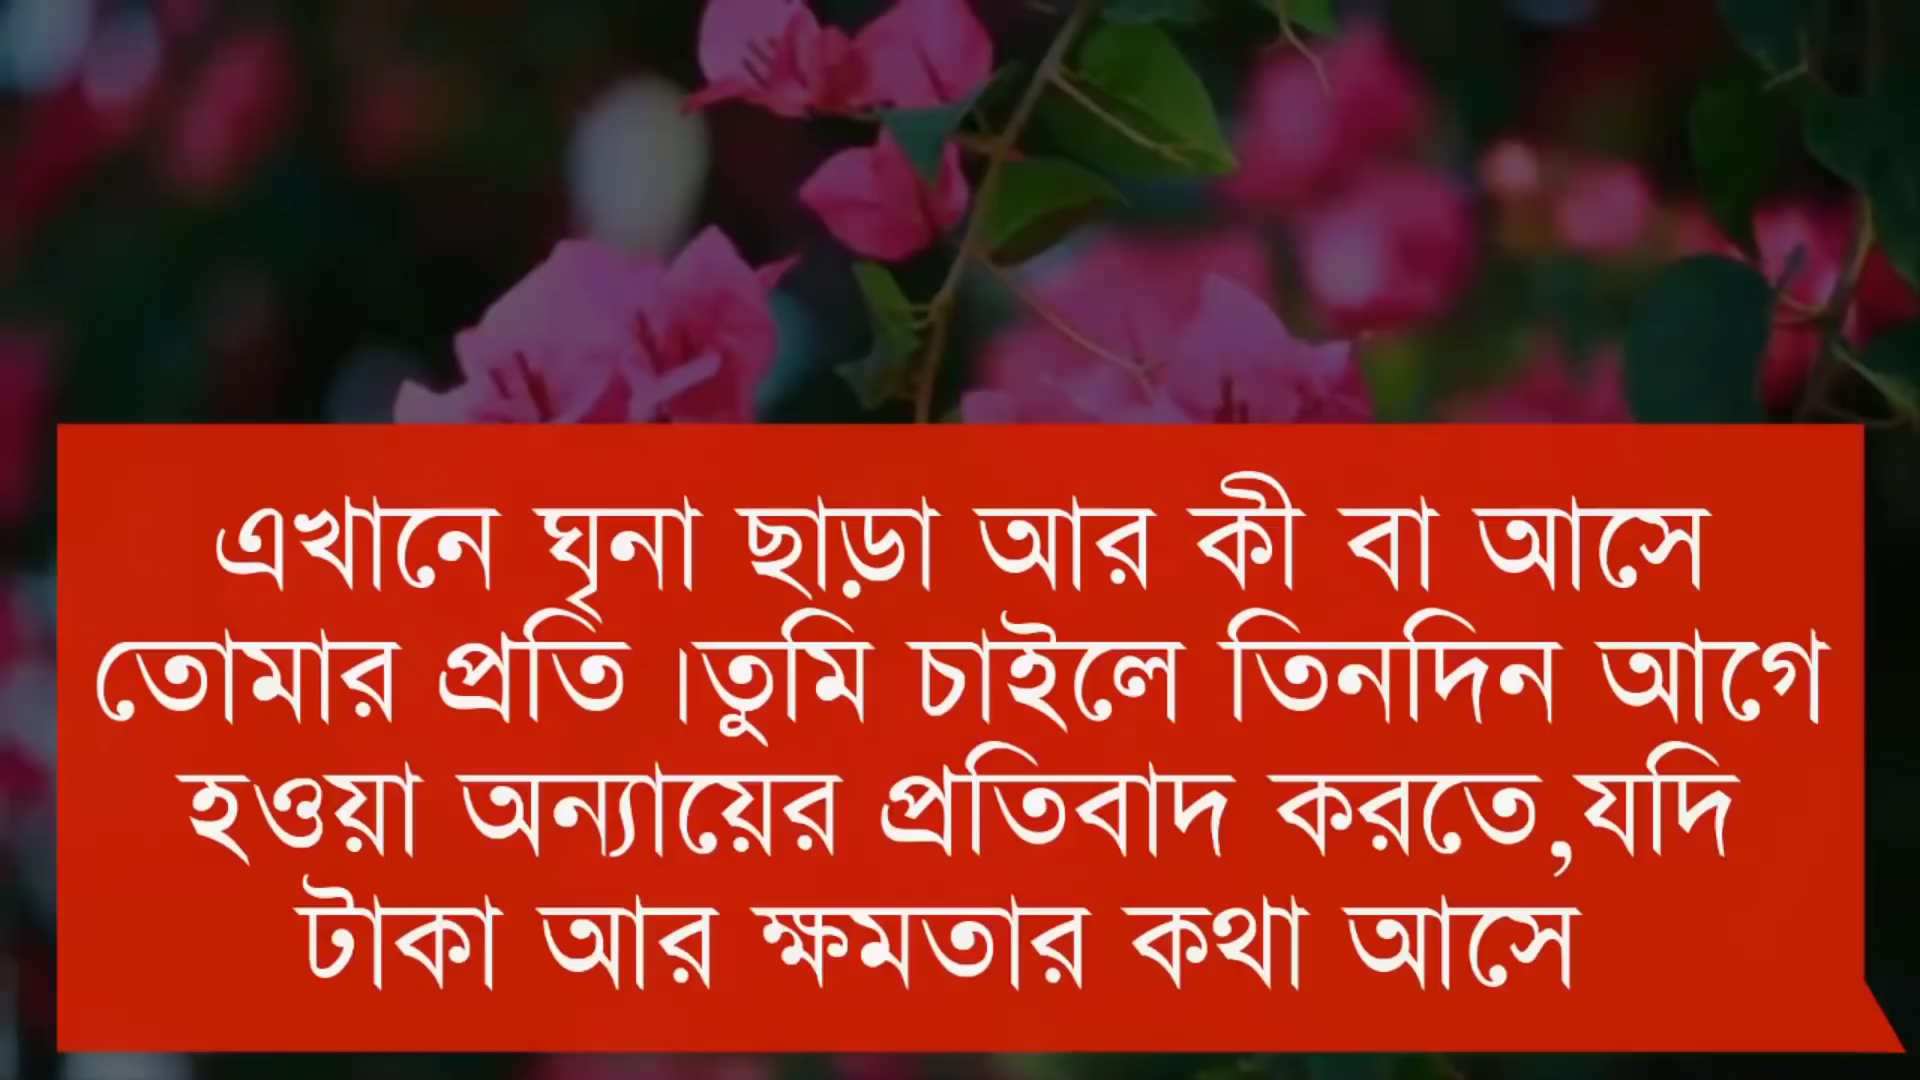 এখানে ঘৃনা ছাড়া আর কী বা আসে
তোমার প্রতি ।তুমি চাইলে তিনদিন আগে
হওয়া অন্যায়ের প্রতিবাদ করতে,যদি
টাকা আর ক্ষমতার কথা আসে